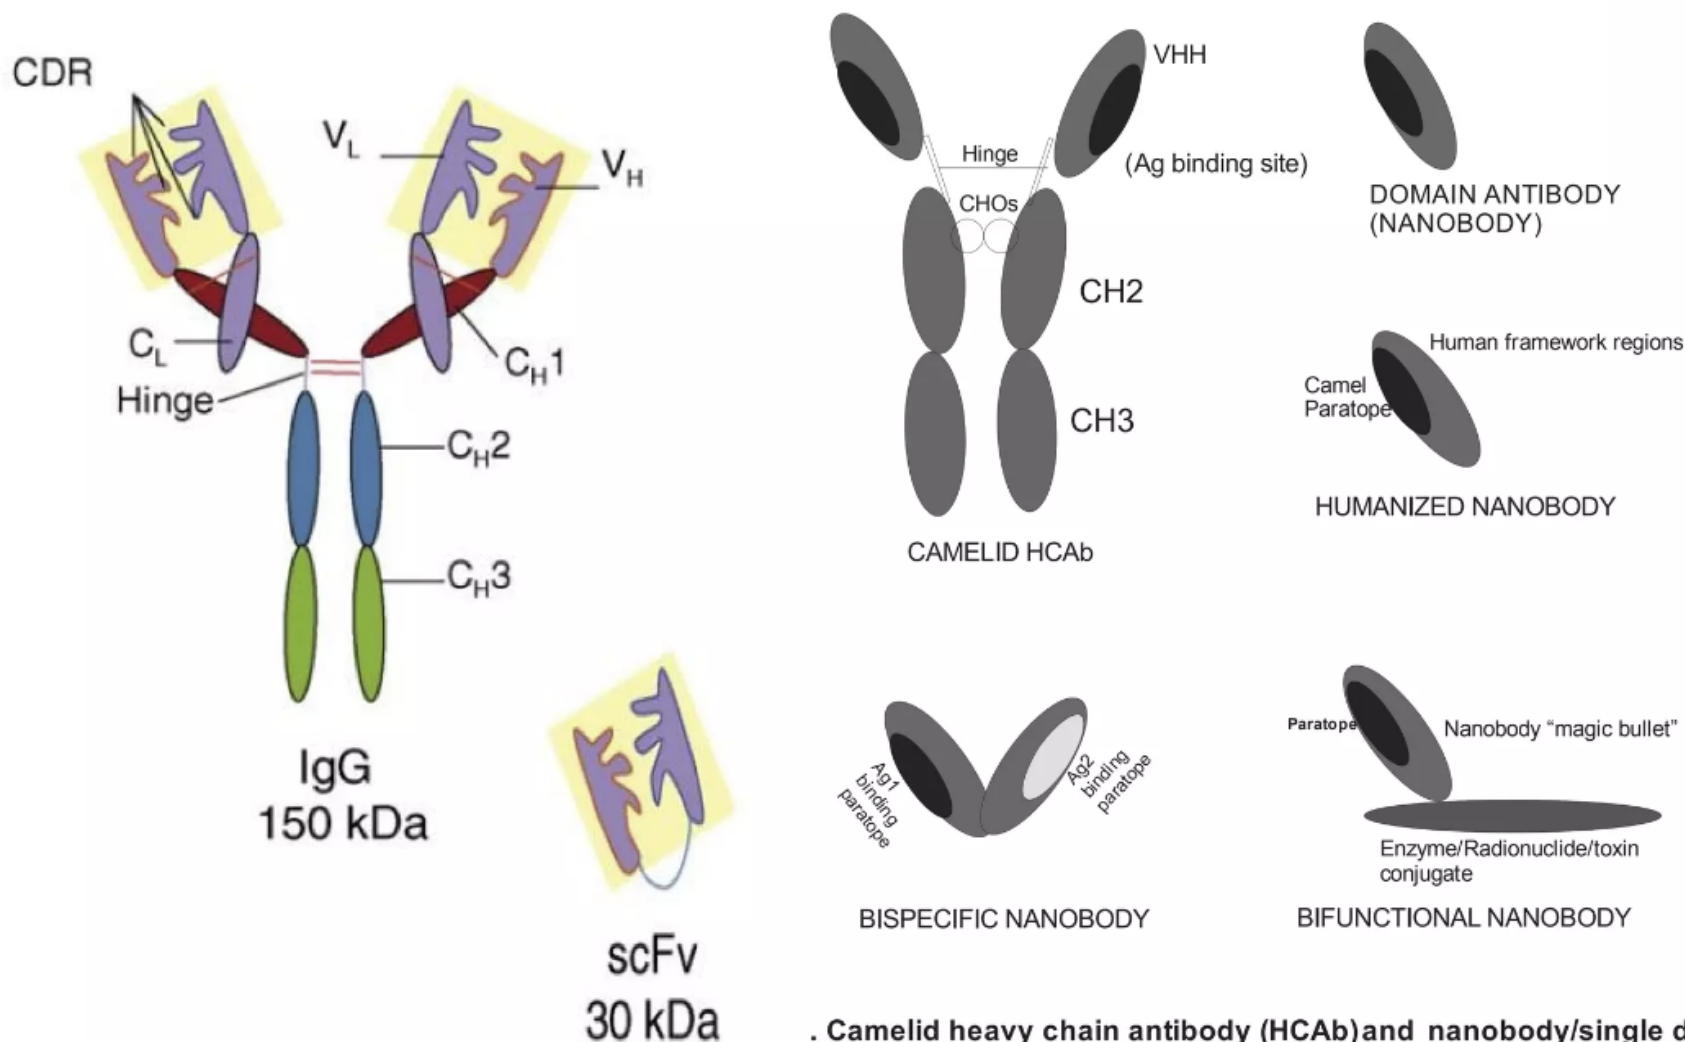 CDR
VL
VH
CL
CH1
Hinge
CH2
CH3
IgG
150 kDa
scFv
30 kDa
VHH
Hinge
(Ag binding site)
CHOs
CH2
CH3
CAMELID HCAb
DOMAIN ANTIBODY
(NANOBODY)
Human framework regions
Camel
Paratope
HUMANIZED NANOBODY
Ag1
binding
paratope
Ag2
binding
paratope
BISPECIFIC NANOBODY
Paratope
Nanobody “magic bullet”
Enzyme/Radionuclide/toxin
conjugate
BIFUNCTIONAL NANOBODY
. Camelid heavy chain antibody (HCAb)and nanobody/single d